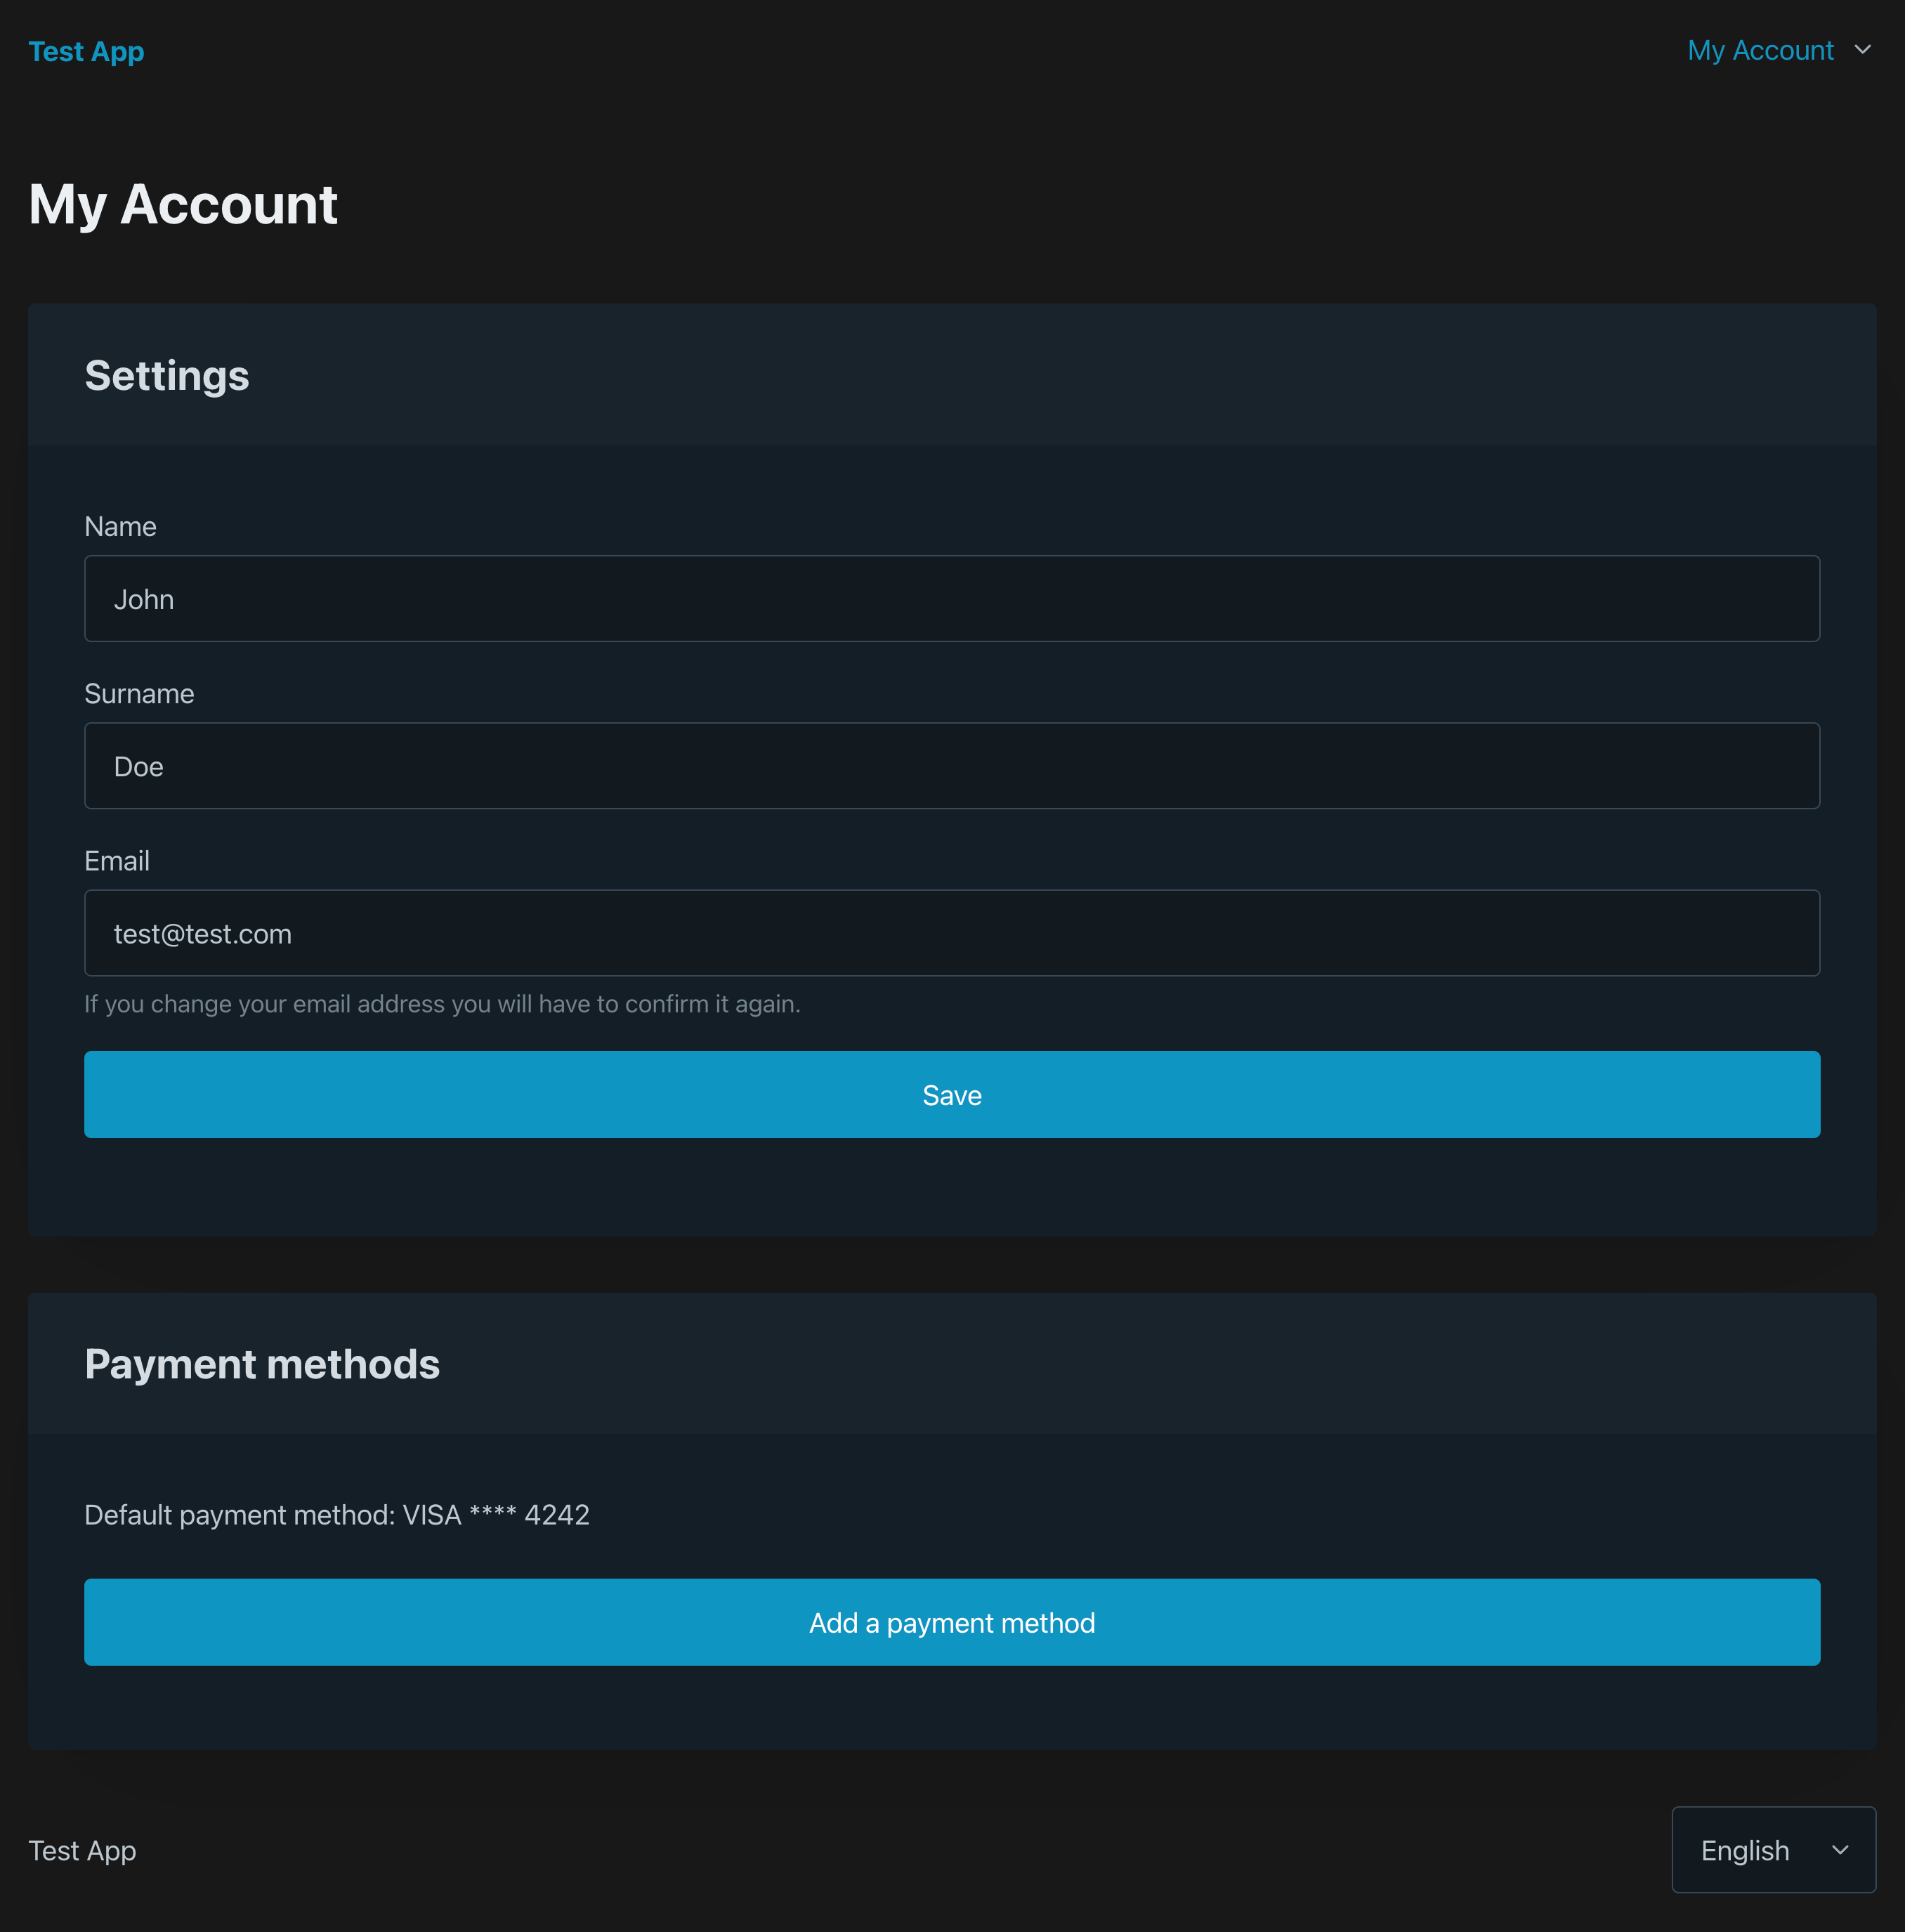 Test App
My Account
My Account
Settings
Name
John
Surname
Doe
Email
test@test.com
If you change your email address you will have to confirm it again.
Save
Payment methods
Default payment method: VISA **** 4242
Add a payment method
Test App
English